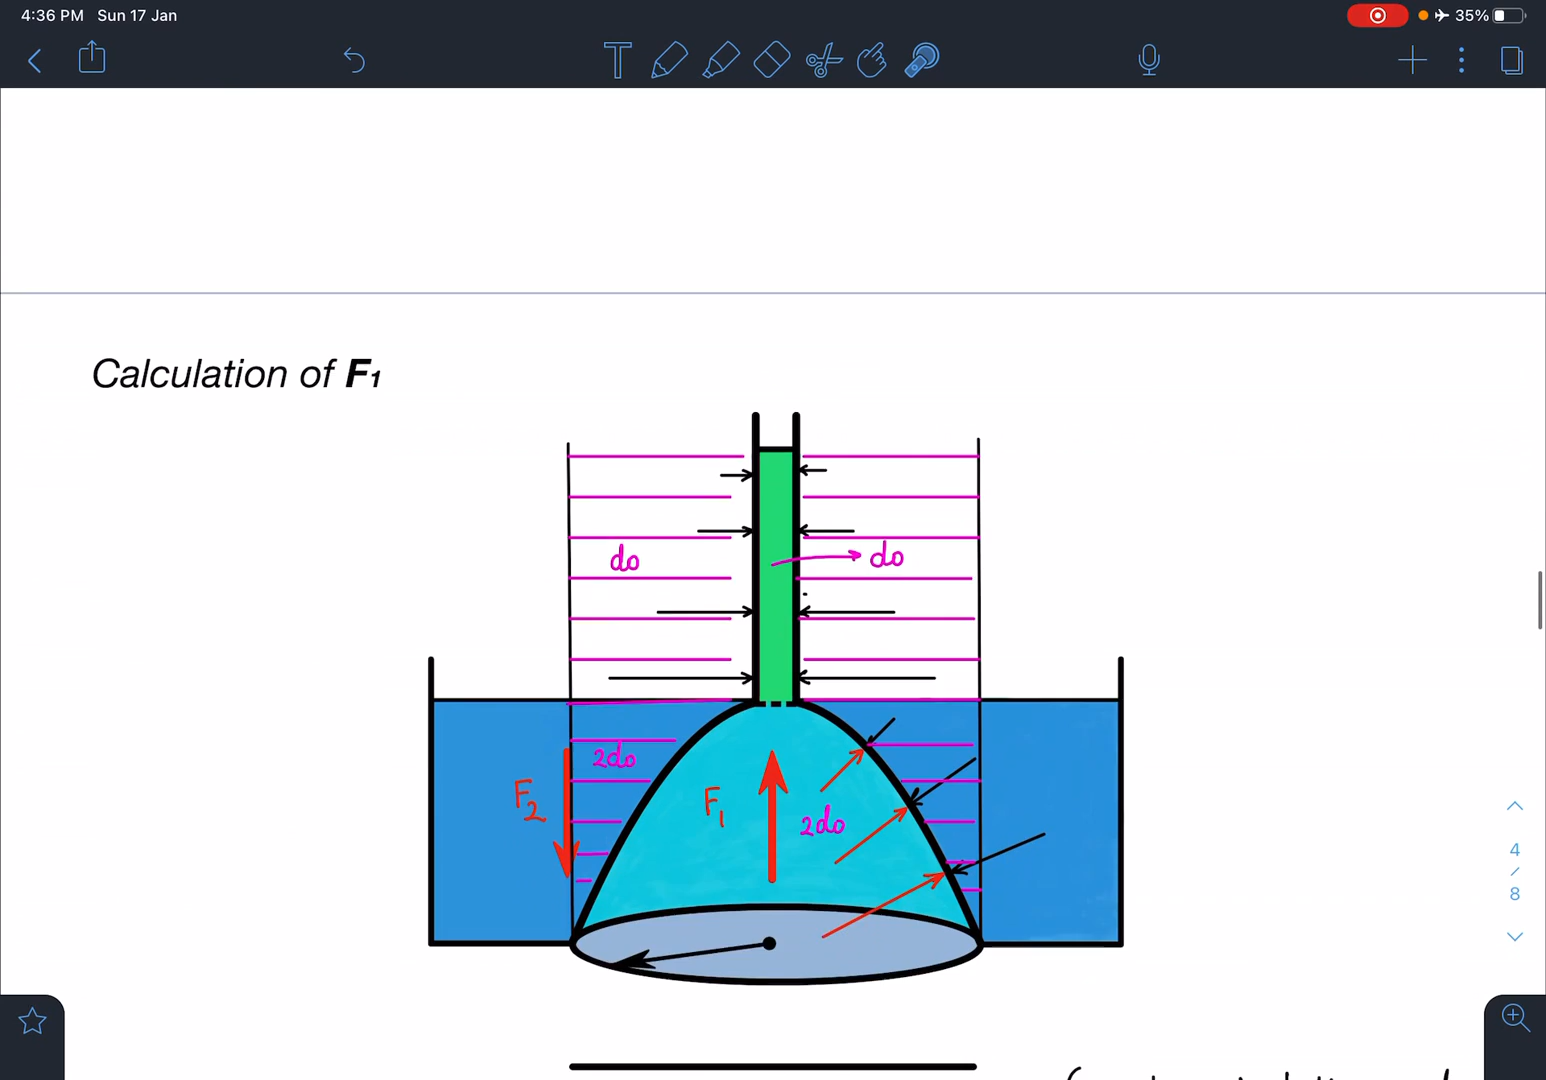 4:36 PM Sun 17 Jan
35%
T
Calculation of F₁
do
do
2do
F₂
F₁
2do
4
/
8